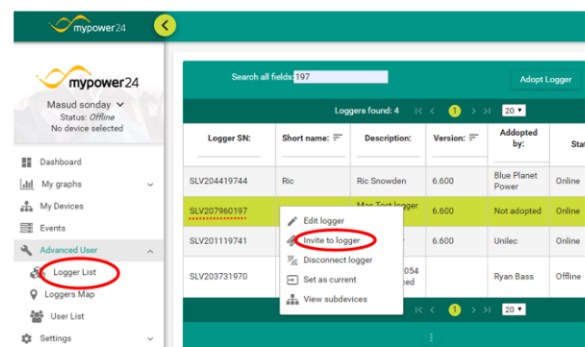 mypower24
mypower24
Masud sonday
Status: Offline
No device selected
Dashboard
My graphs
My Devices
Events
Advanced User
Logger List
Loggers Map
User List
Settings
Search all fields: 197
Adopt Logger
Loggers found: 4 |< < 1 > >| 20
Logger SN: Short name: Description: Version: Addopted by: Stat
SLV204419744 Ric Ric Snowden 6.600 Blue Planet Power Online
SLV207960197 Test logger 6.600 Not adopted Online
SLV201119741 6.600 Unilec Online
SLV203731970 054 Ryan Bass Offline
Edit logger
Invite to logger
Disconnect logger
Set as current
View subdevices
|< < 1 > >| 20